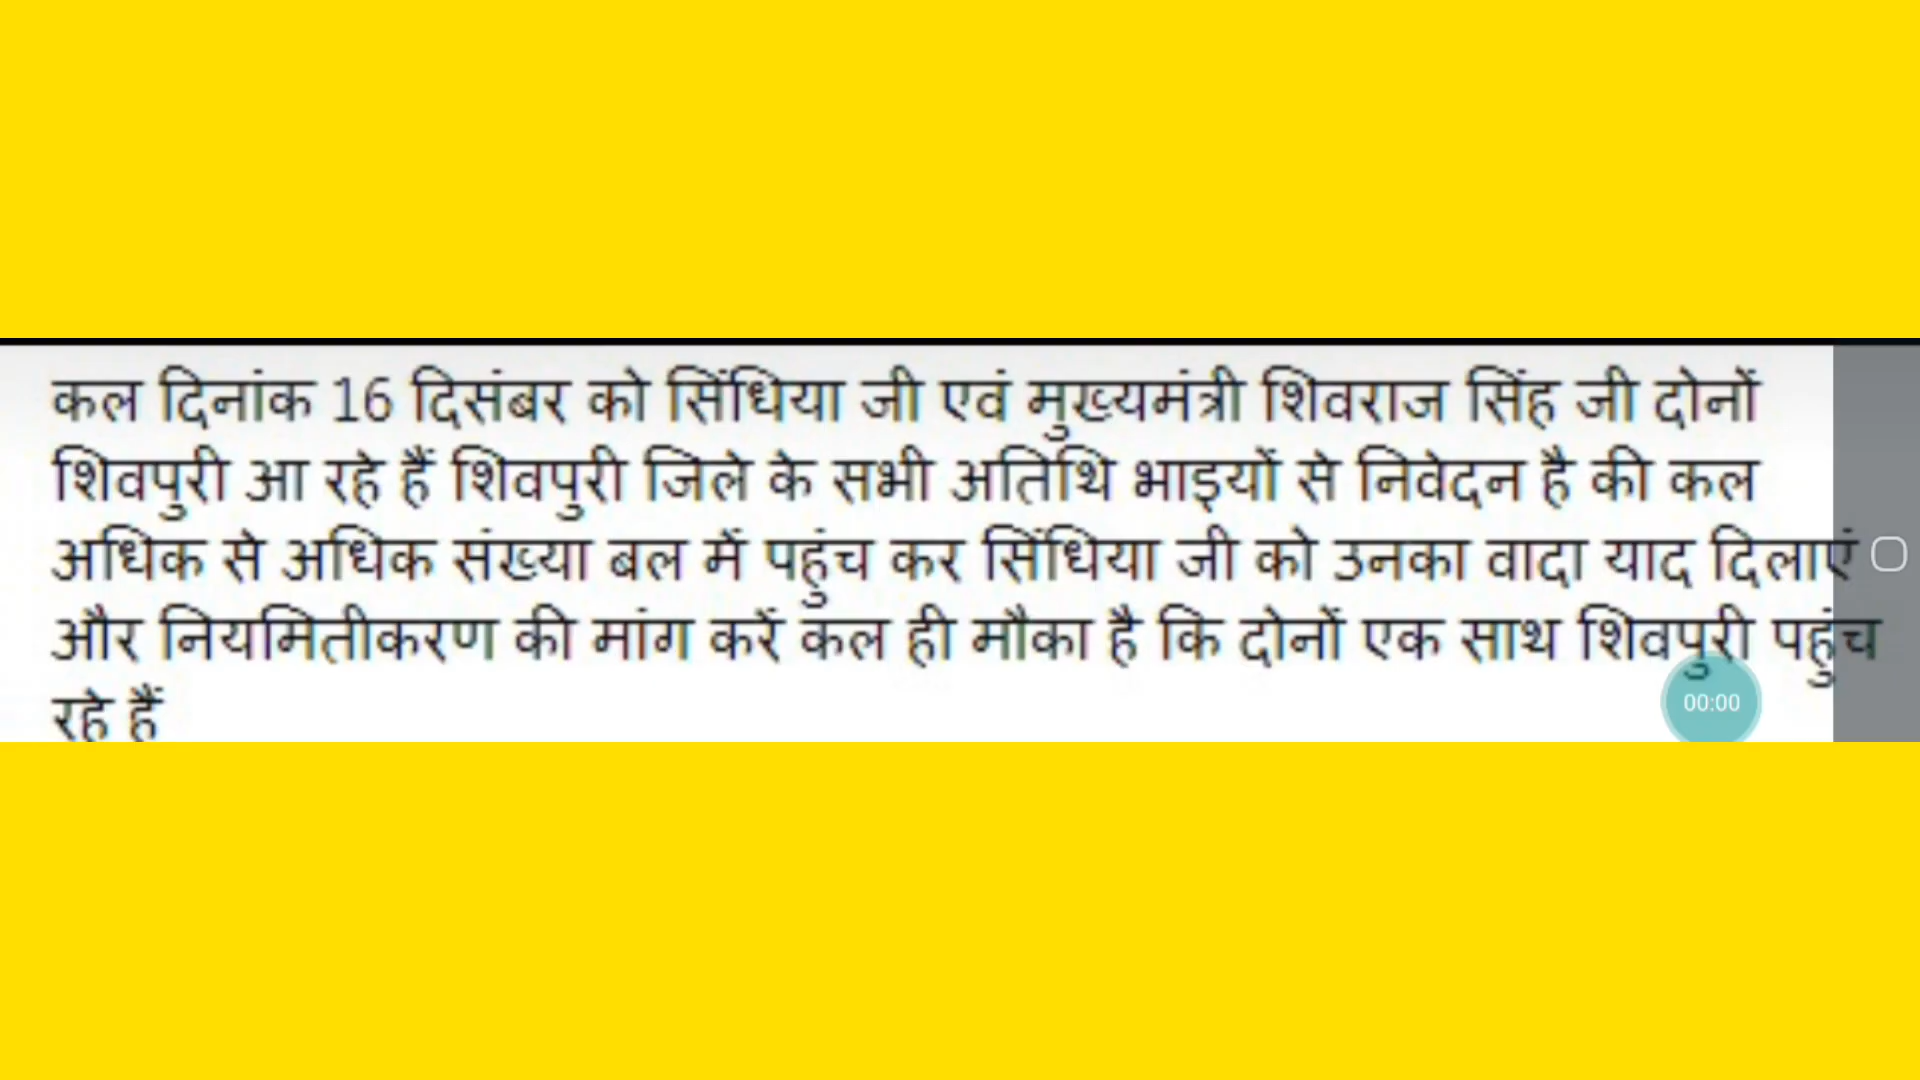 कल दिनांक 16 दिसंबर को सिंधिया जी एवं मुख्यमंत्री शिवराज सिंह जी दोनों
शिवपुरी आ रहे हैं शिवपुरी जिले के सभी अतिथि भाइयों से निवेदन है की कल
अधिक से अधिक संख्या बल में पहुंच कर सिंधिया जी को उनका वादा याद दिलाएं
और नियमितीकरण की मांग करें कल ही मौका है कि दोनों एक साथ शिवपुरी पहुंच
रहे हैं
00:00